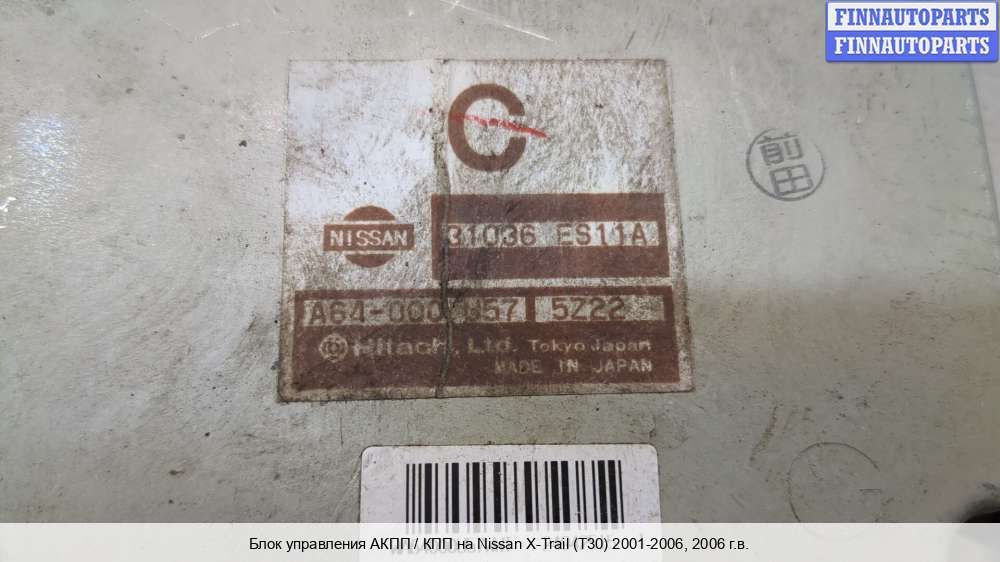 FINNAUTOPARTS
FINNAUTOPARTS
C
前田
NISSAN
31036 ES11A
5Z22
Hitachi, Ltd. Tokyo Japan
MADE IN JAPAN
Блок управления АКПП / КПП на Nissan X-Trail (T30) 2001-2006, 2006 г.в.